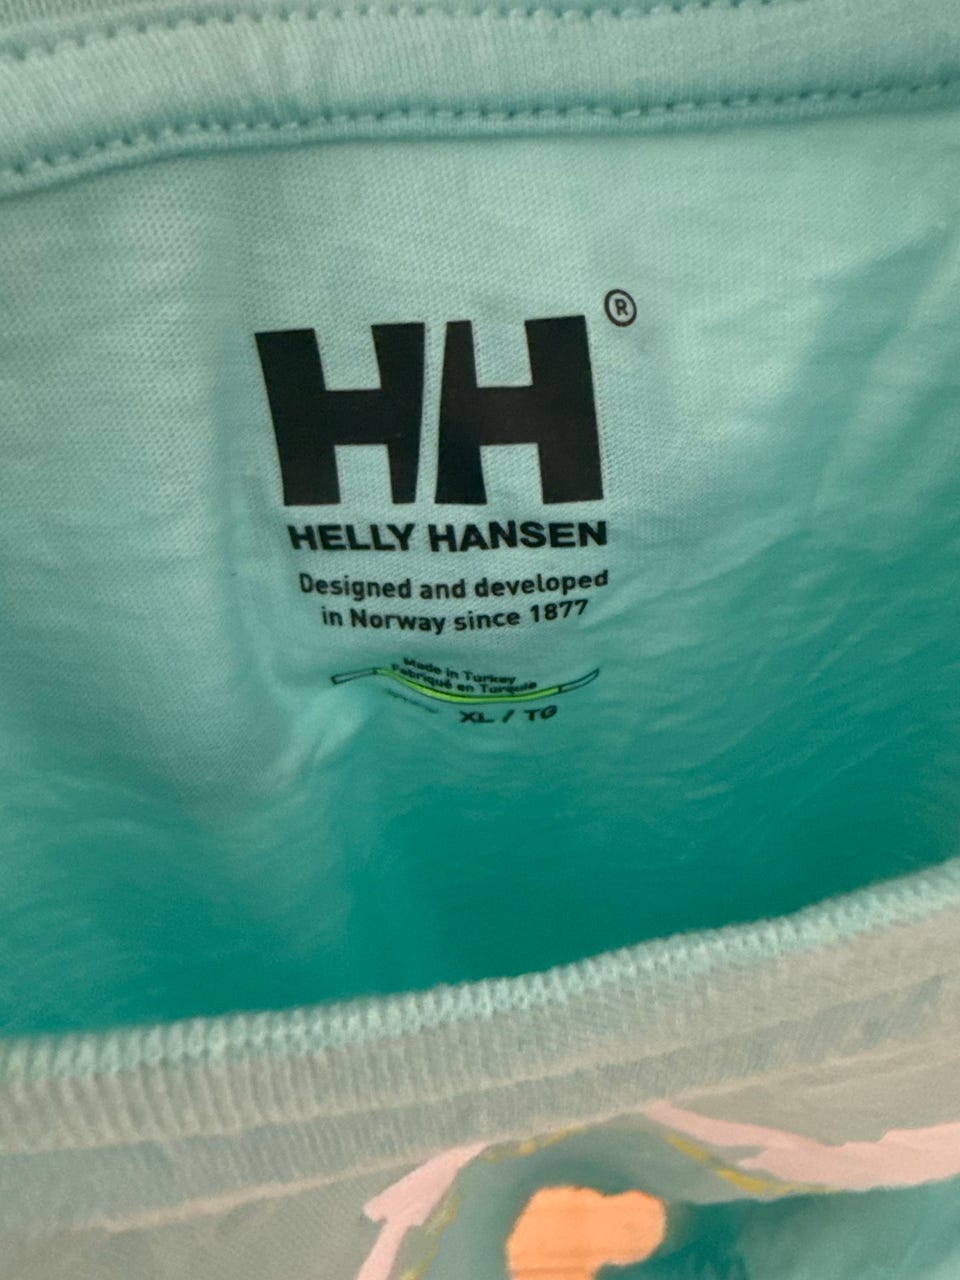 HH®
HELLY HANSEN
Designed and developed
in Norway since 1877
Made in Turkey
Fabriqué en Turquie
XL / TG